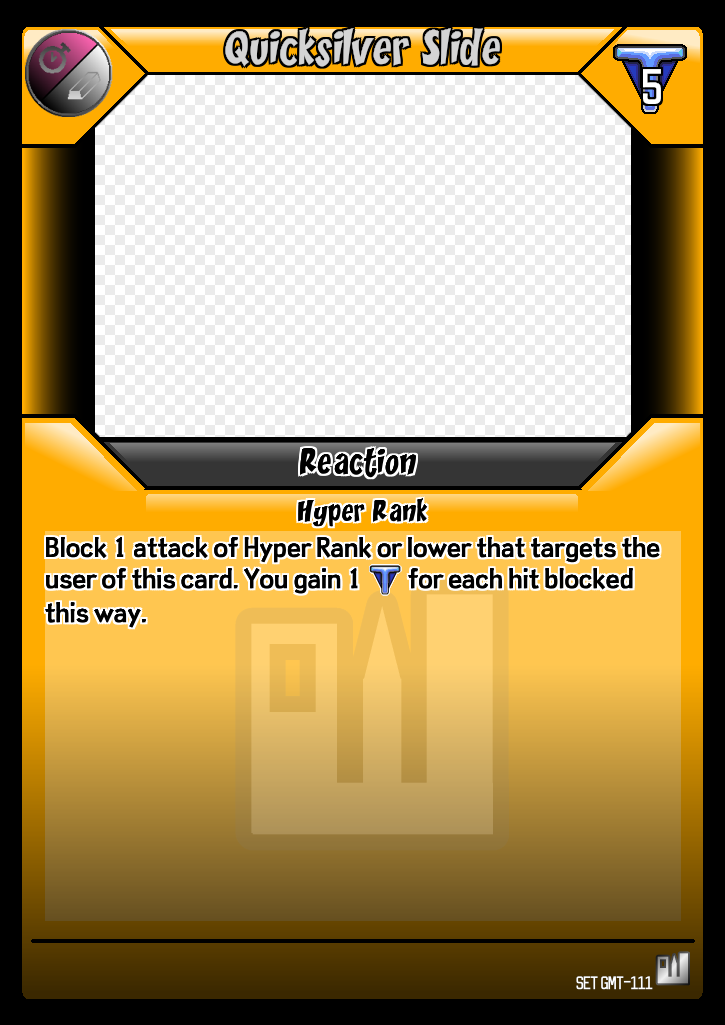 Quicksilver Slide
5
Reaction
Hyper Rank
Block 1 attack of Hyper Rank or lower that targets the
user of this card. You gain 1 T for each hit blocked
this way.
SET GMT-111